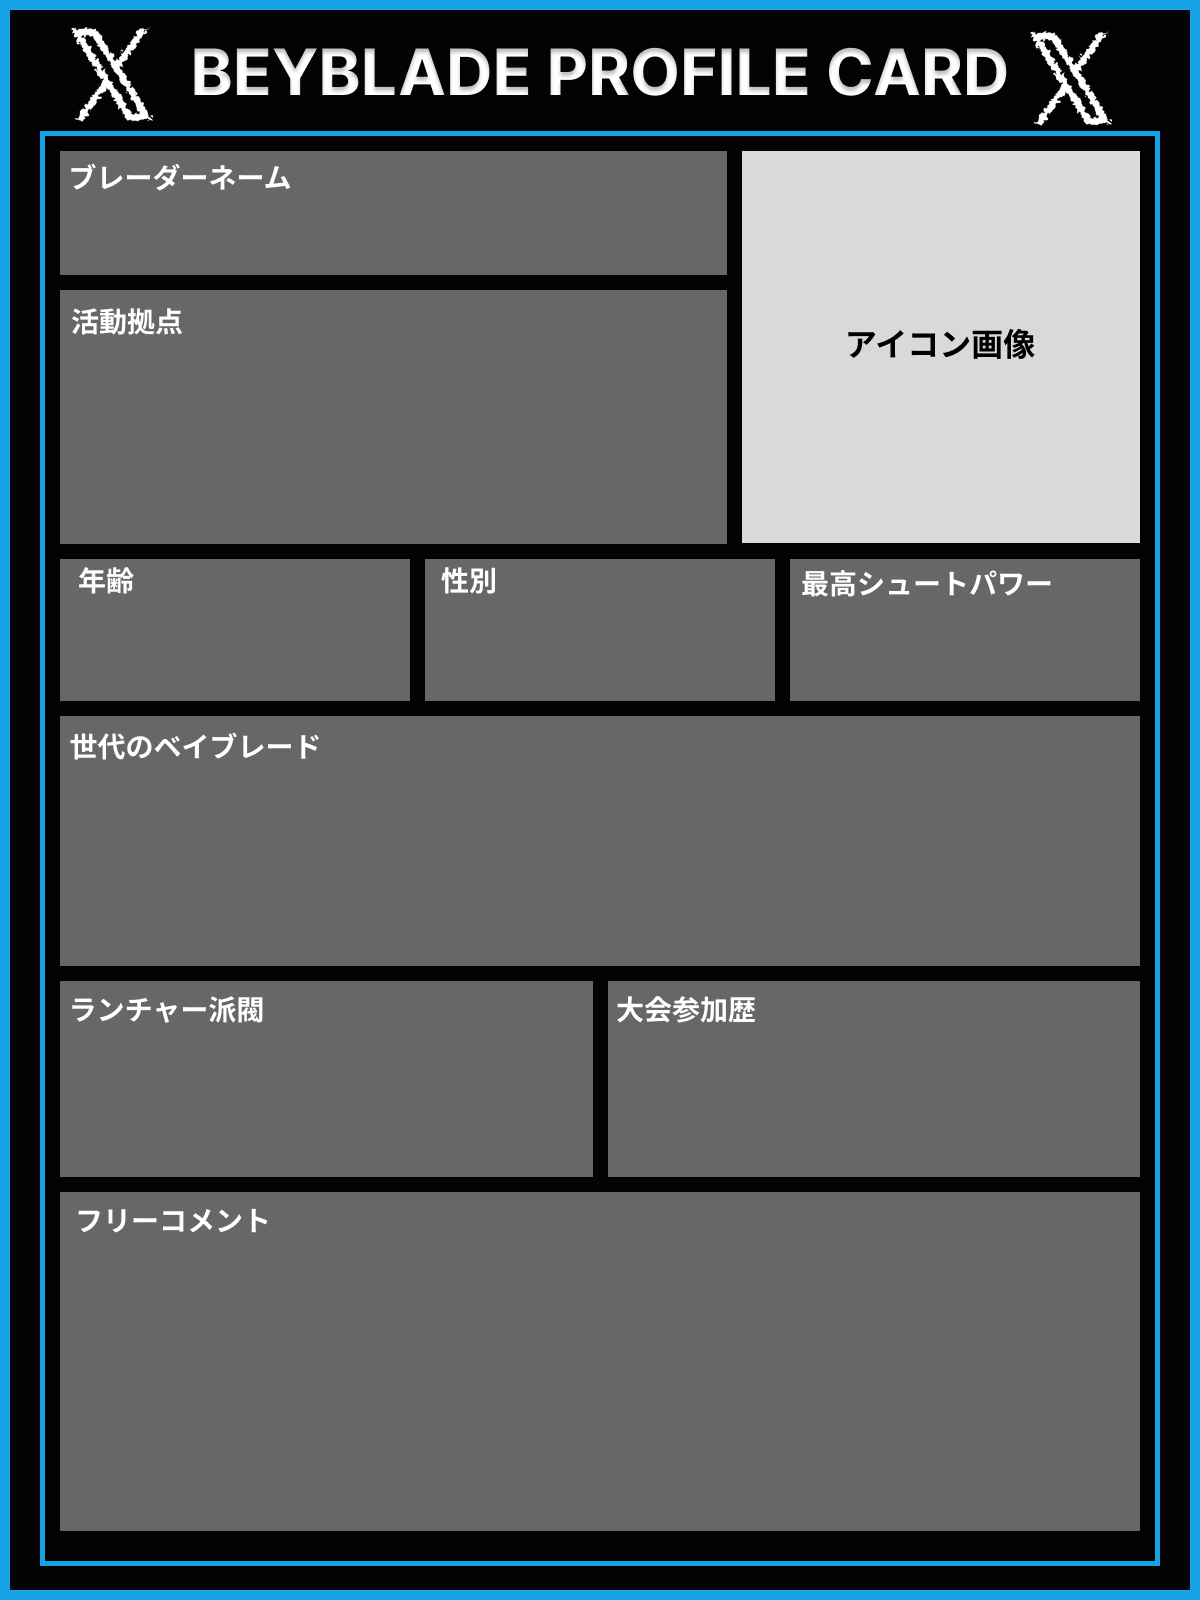 X BEYBLADE PROFILE CARD X
ブレーダーネーム
アイコン画像
活動拠点
年齢
性別
最高シュートパワー
世代のベイブレード
ランチャー派閥
大会参加歴
フリーコメント